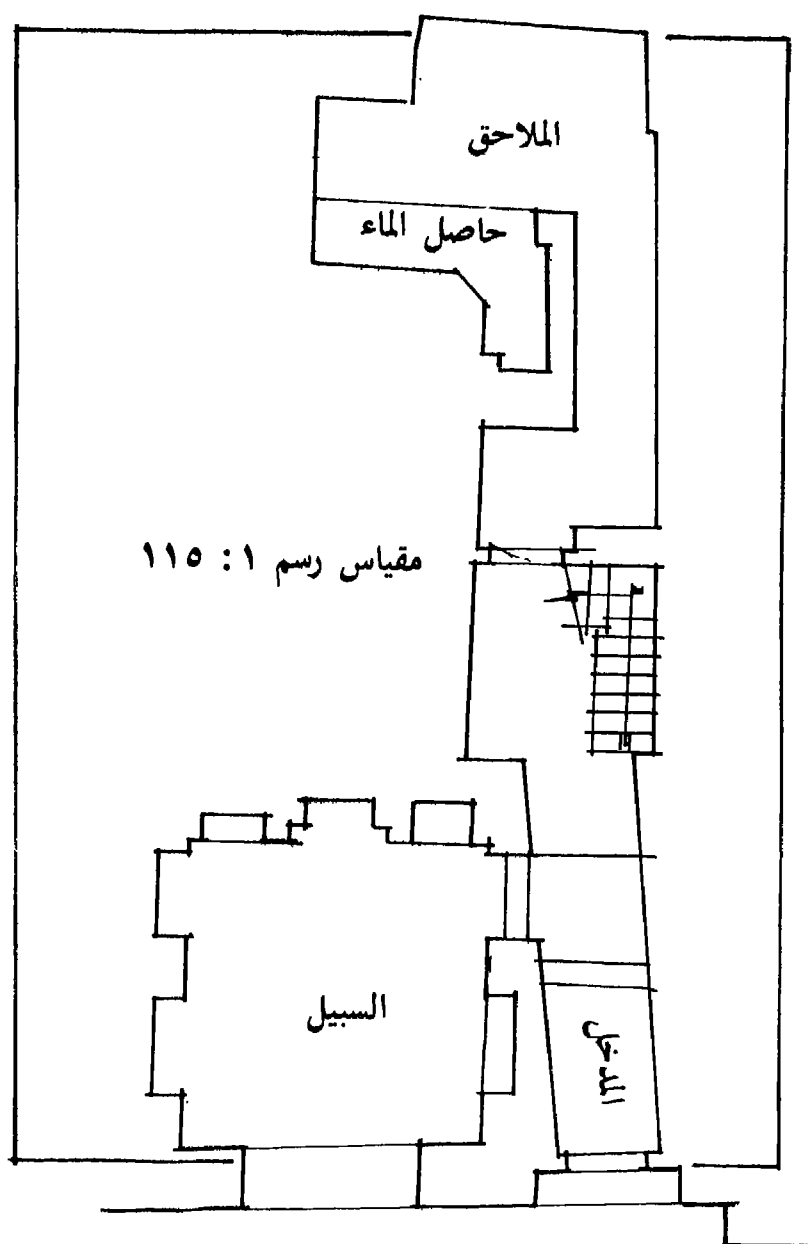 الملاحق
حاصل الماء
مقياس رسم ١ : ١١٥
السبيل
المدخل